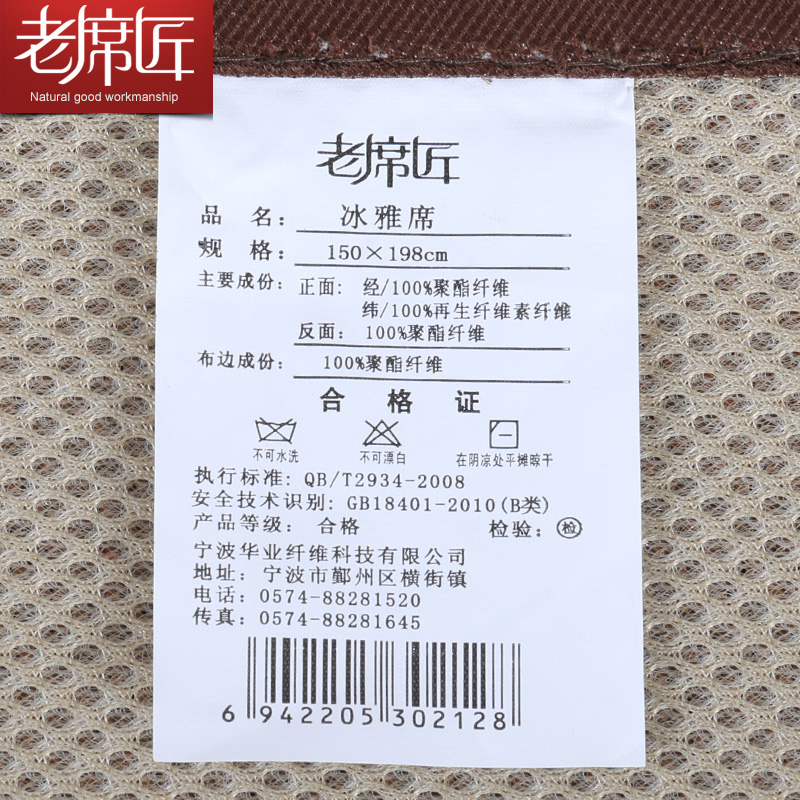 老席匠
Natural good workmanship
老席匠
品名: 冰雅席
规格: 150×198cm
主要成份: 正面: 经/100%聚酯纤维
纬/100%再生纤维素纤维
反面: 100%聚酯纤维
布边成份: 100%聚酯纤维
合格证
不可水洗 不可漂白 在阴凉处平摊晾干
执行标准: QB/T2934-2008
安全技术识别: GB18401-2010(B类)
产品等级: 合格 检验: 检
宁波华业纤维科技有限公司
地址: 宁波市鄞州区横街镇
电话: 0574-88281520
传真: 0574-88281645
6 942205 302128